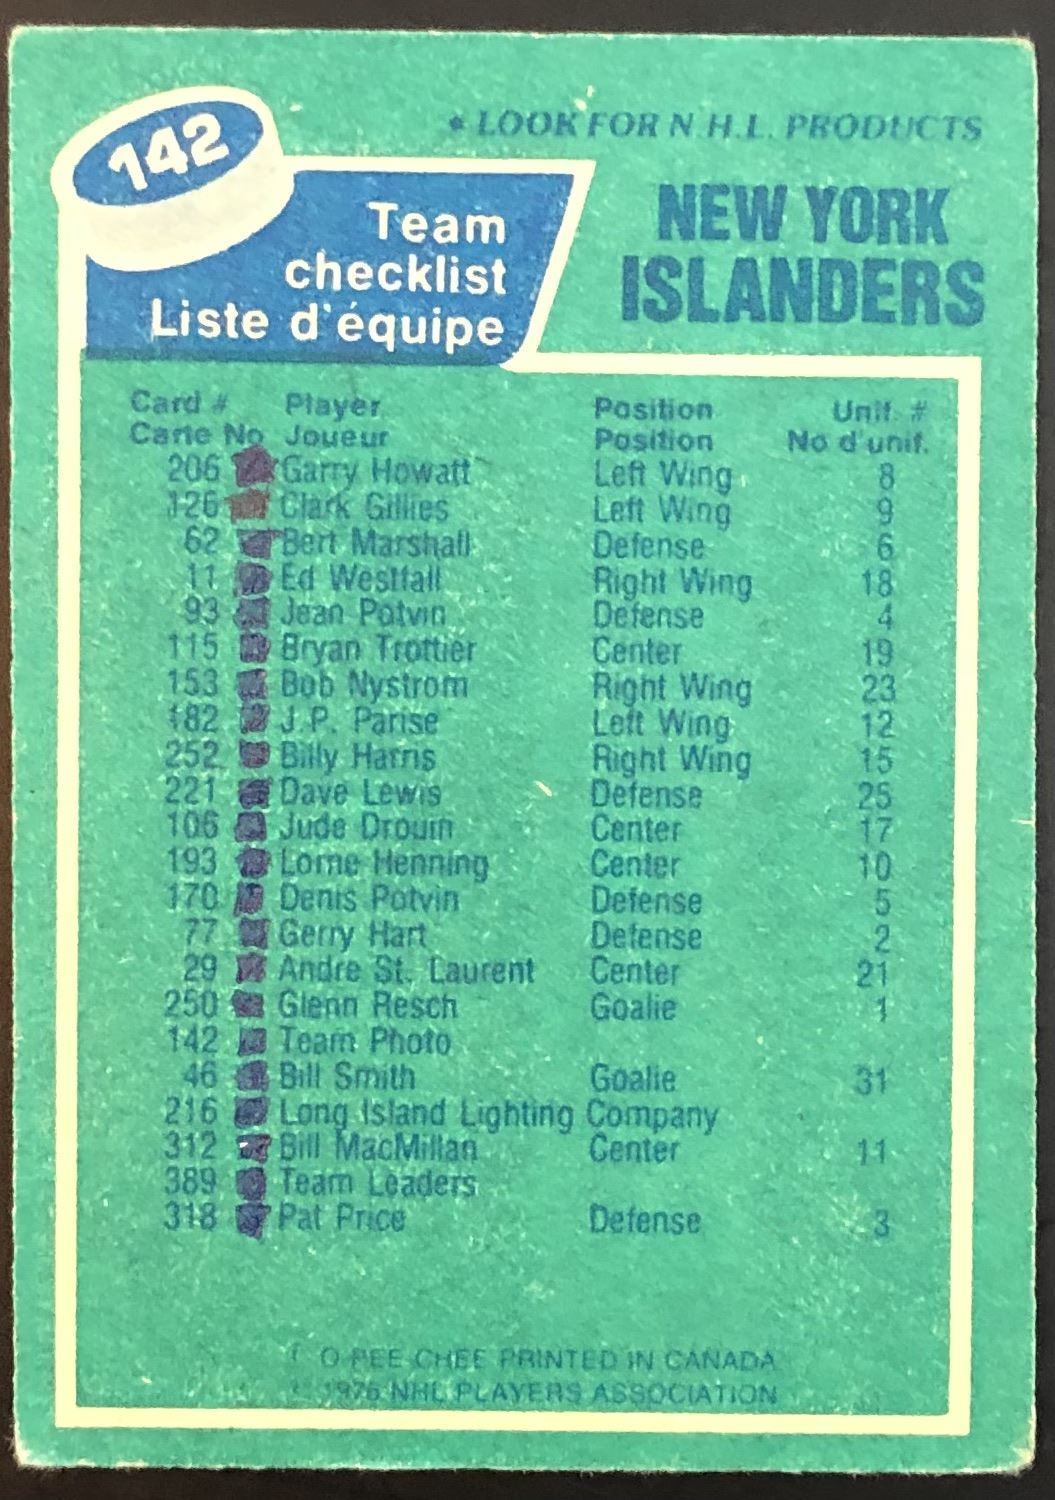 * LOOK FOR N.H.L. PRODUCTS
142
NEW YORK
ISLANDERS
Team
checklist
Liste d'équipe
Card # Player Position Unif. #
Carte No Joueur Position No d'unif.
206 Garry Howatt Left Wing 8
126 Clark Gillies Left Wing 9
62 Bert Marshall Defense 6
11 Ed Westfall Right Wing 18
93 Jean Potvin Defense 4
115 Bryan Trottier Center 19
153 Bob Nystrom Right Wing 23
182 J.P. Parise Left Wing 12
252 Billy Harris Right Wing 15
221 Dave Lewis Defense 25
106 Jude Drouin Center 17
193 Lorne Henning Center 10
170 Denis Potvin Defense 5
77 Gerry Hart Defense 2
29 Andre St. Laurent Center 21
250 Glenn Resch Goalie 1
142 Team Photo
46 Bill Smith Goalie 31
216 Long Island Lighting Company
312 Bill MacMillan Center 11
389 Team Leaders
318 Pat Price Defense 3
O-PEE-CHEE PRINTED IN CANADA
© 1976 NHL PLAYERS ASSOCIATION